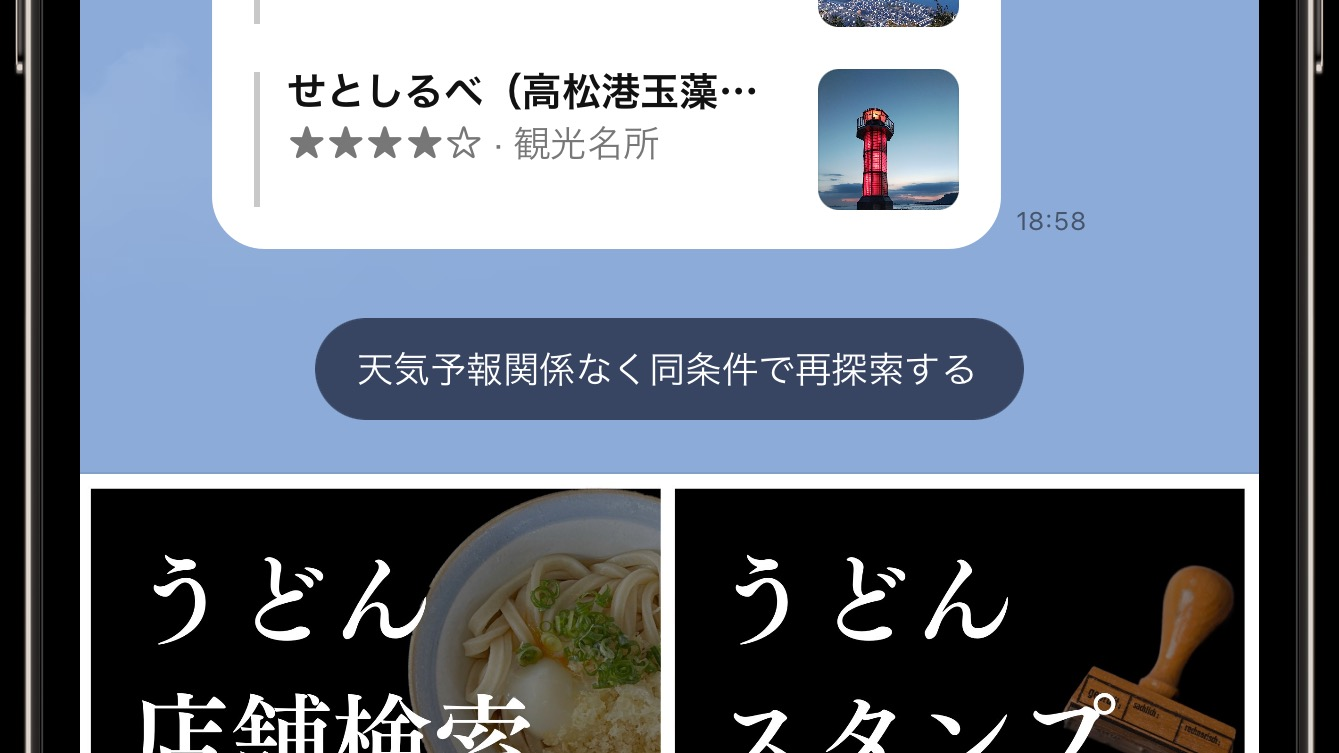 せとしるべ（高松港玉藻…
★★★★☆ · 観光名所
18:58
天気予報関係なく同条件で再探索する
うどん
店舗検索
うどん
スタンプ